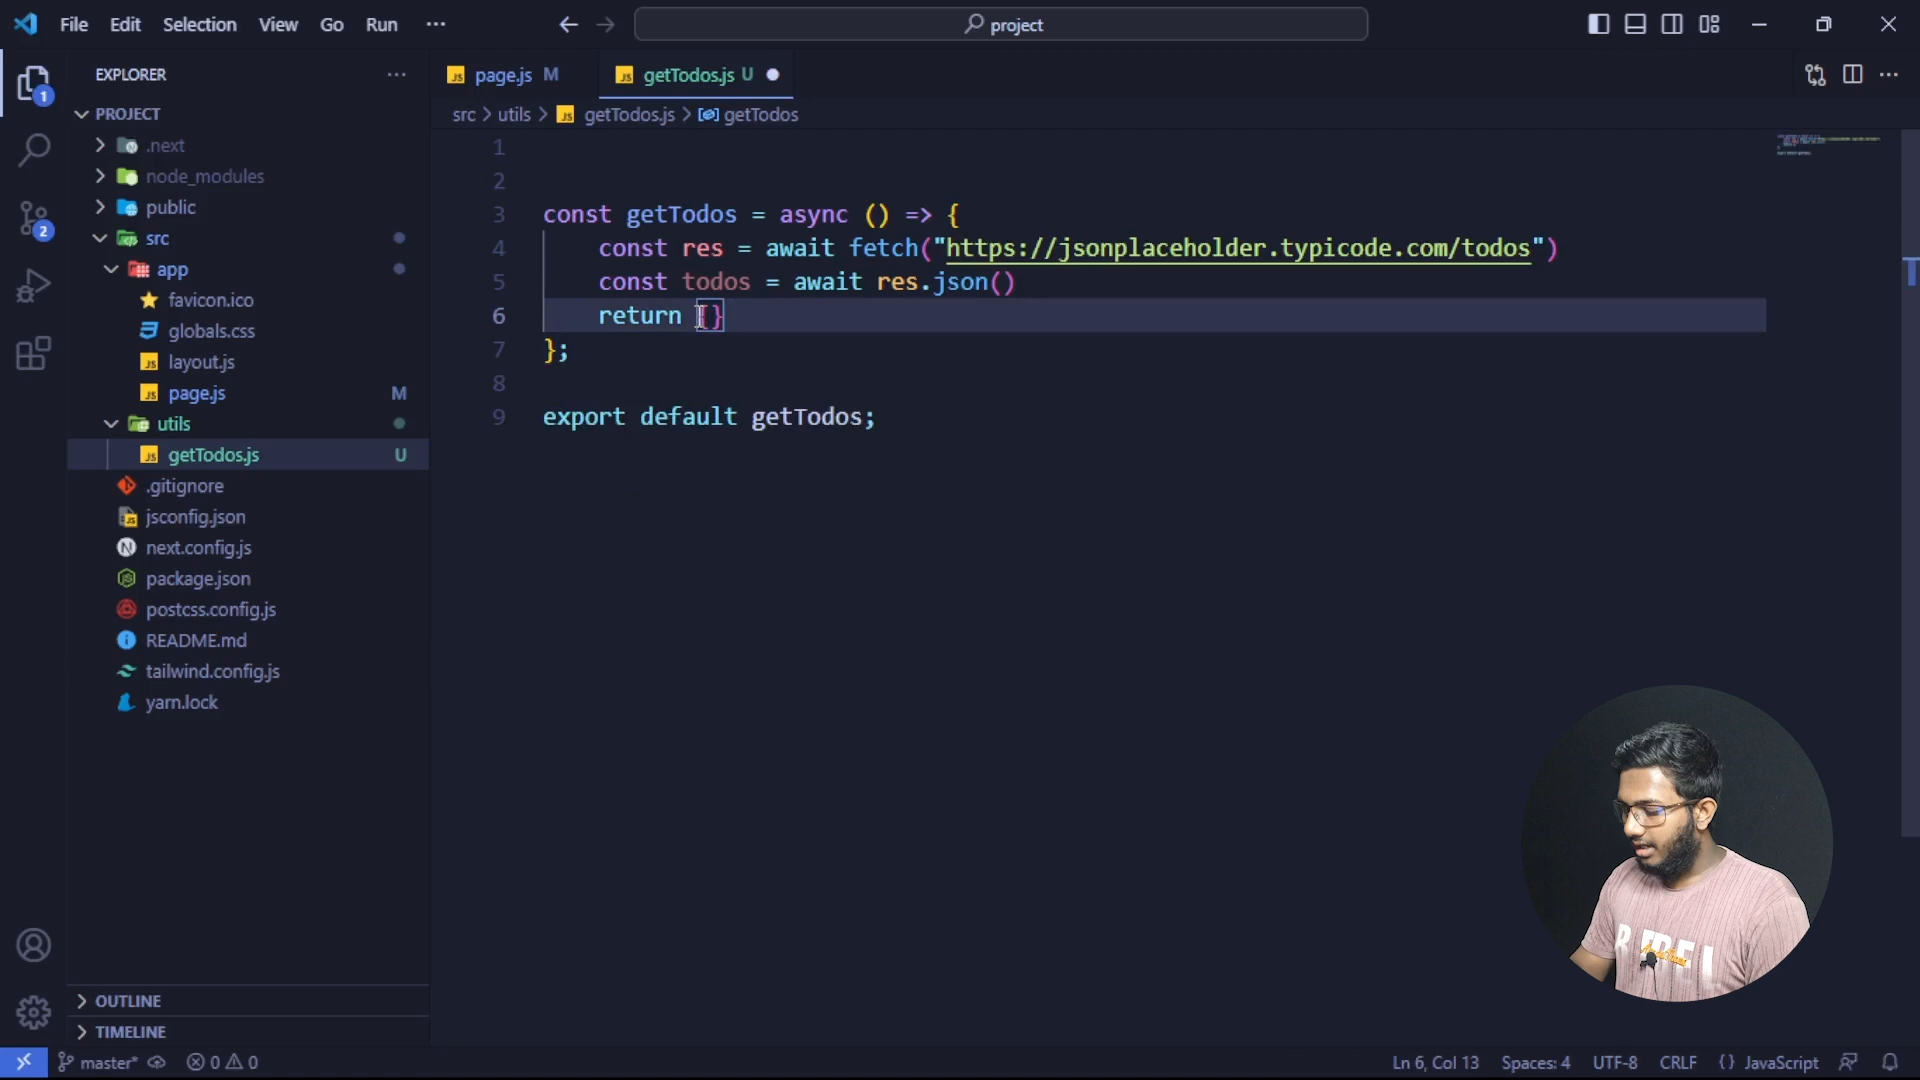 File Edit Selection View Go Run ···
project
EXPLORER ···
PROJECT
.next
node_modules
public
src
app
favicon.ico
globals.css
layout.js
page.js M
utils
getTodos.js U
.gitignore
jsconfig.json
next.config.js
package.json
postcss.config.js
README.md
tailwind.config.js
yarn.lock
OUTLINE
TIMELINE
1
2
JS page.js M
JS getTodos.js U
src > utils > JS getTodos.js > getTodos
1
2
3 const getTodos = async () => {
4 const res = await fetch("https://jsonplaceholder.typicode.com/todos")
5 const todos = await res.json()
6 return {}
7 };
8
9 export default getTodos;
master* 0 0
Ln 6, Col 13 Spaces: 4 UTF-8 CRLF {} JavaScript